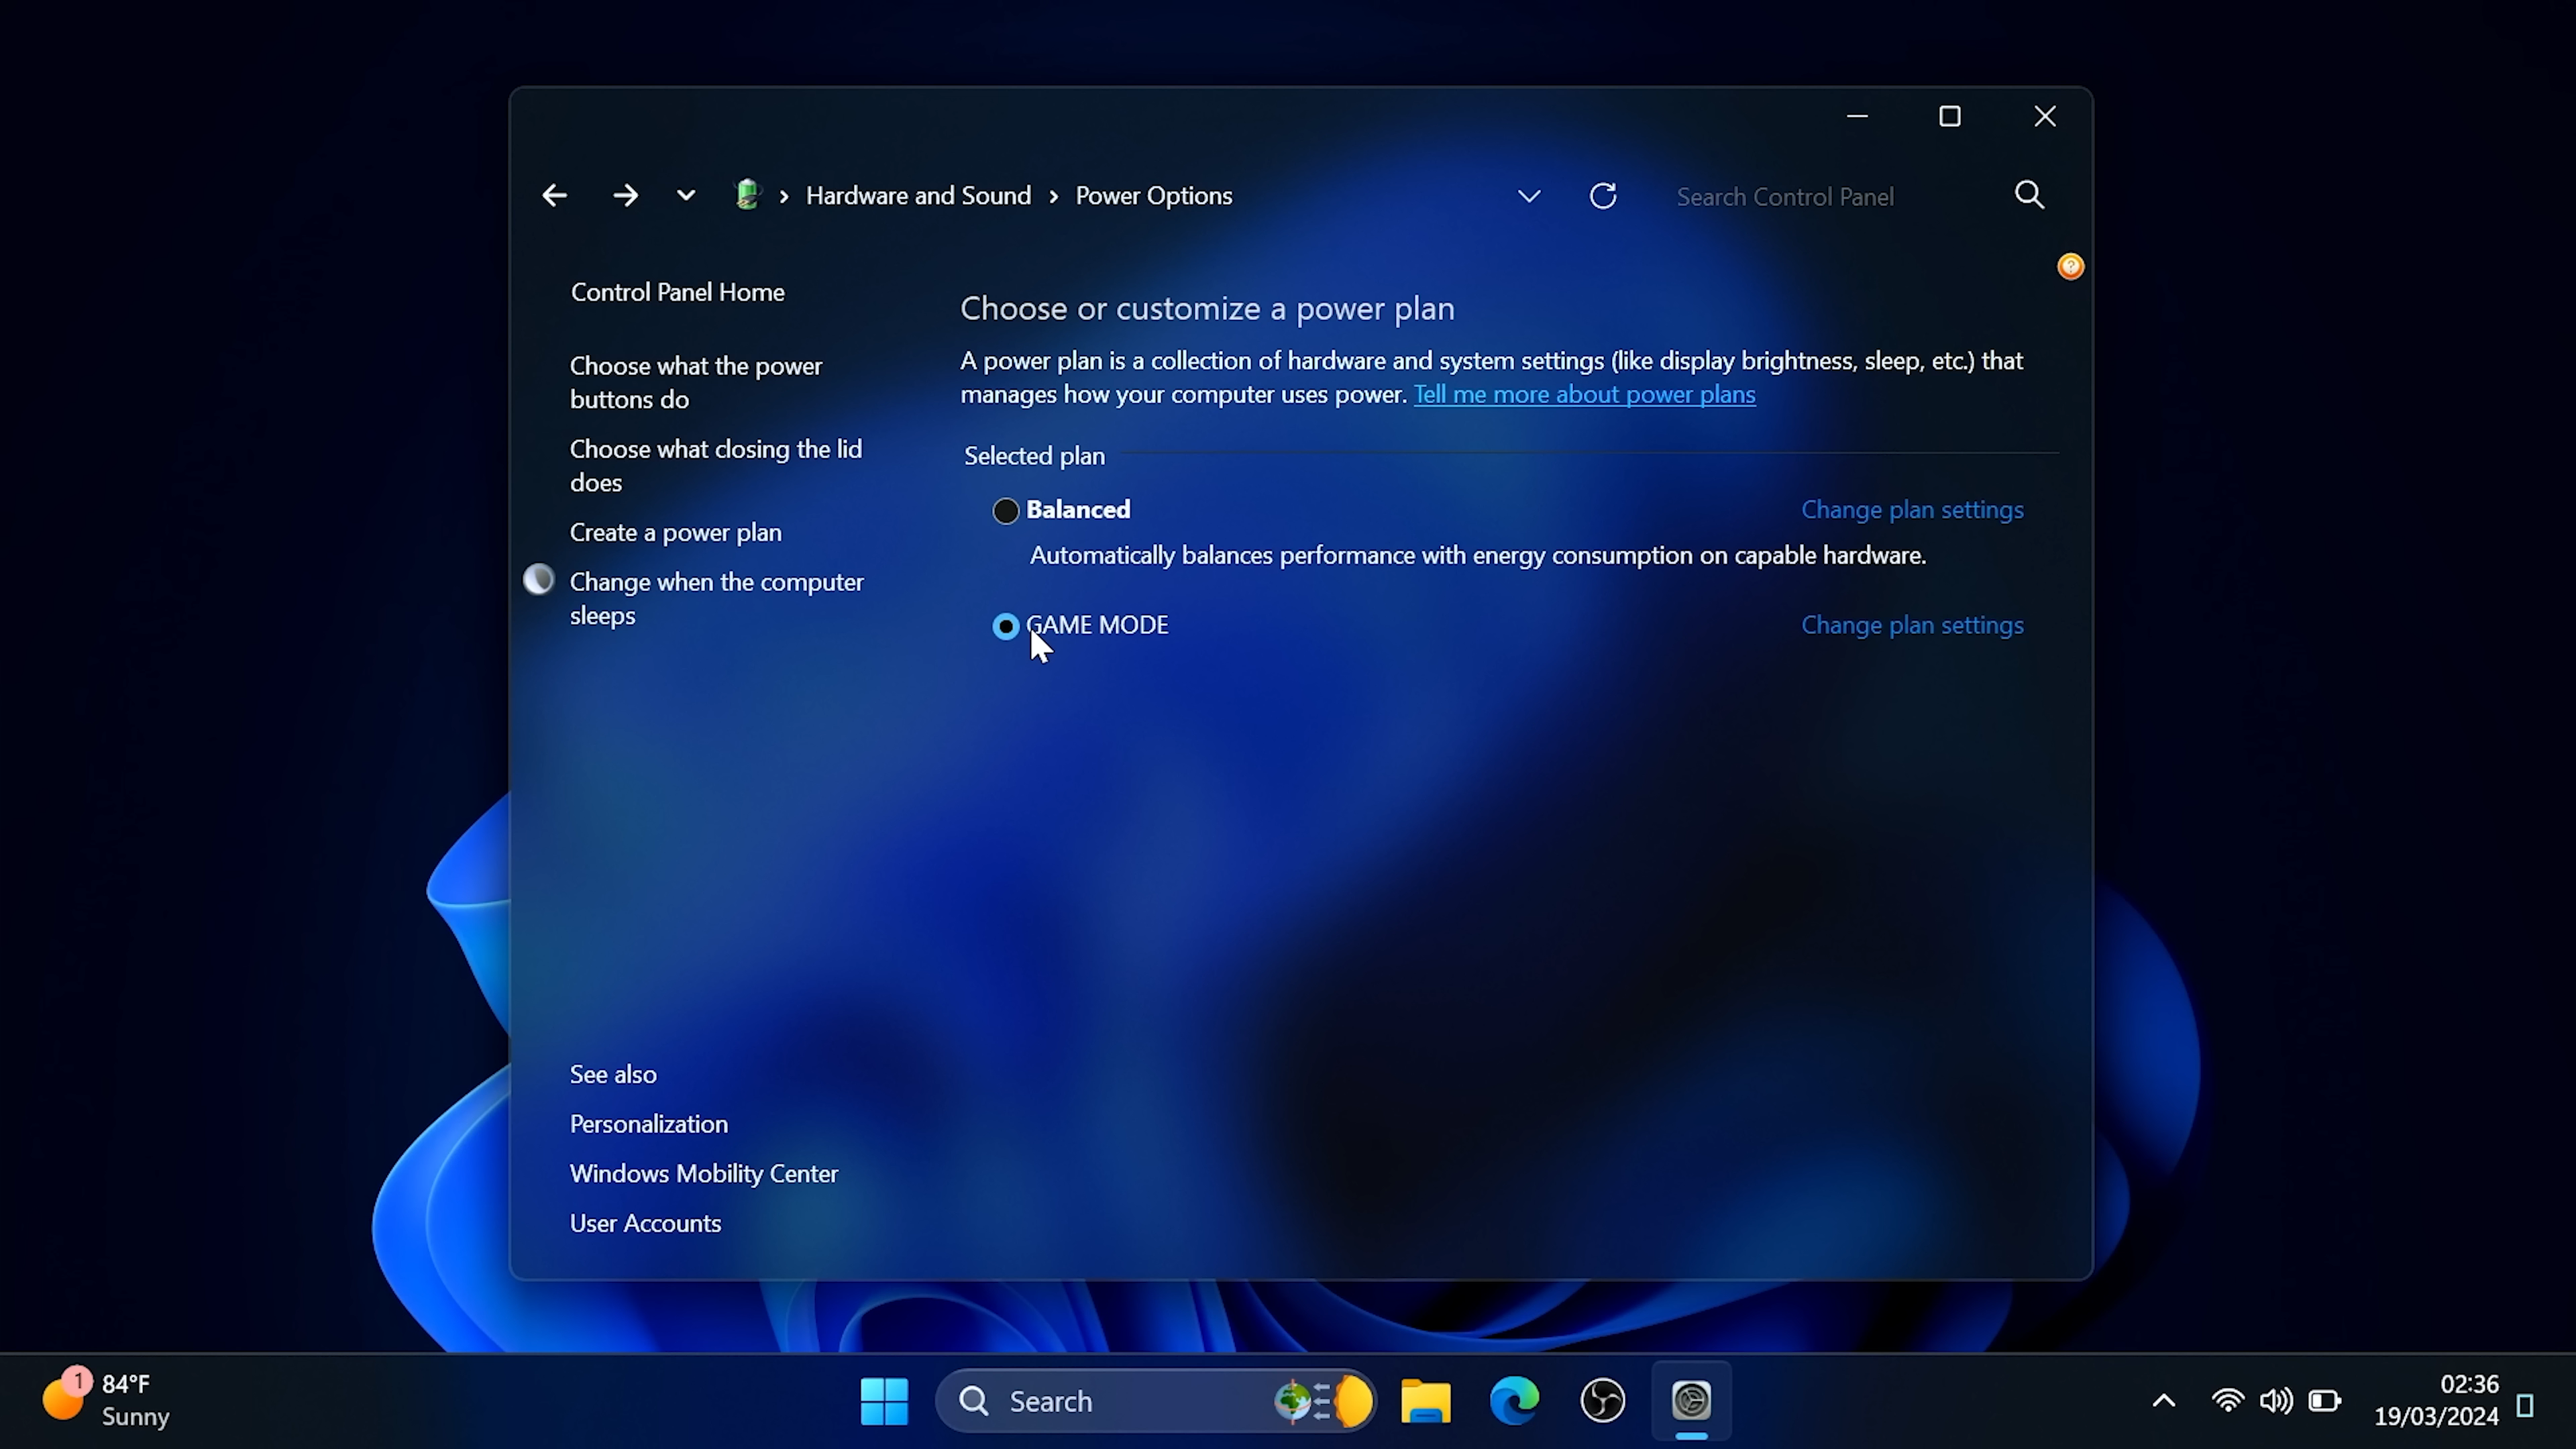 Hardware and Sound › Power Options
Search Control Panel
Control Panel Home
Choose what the power
buttons do
Choose what closing the lid
does
Create a power plan
Change when the computer
sleeps
Choose or customize a power plan
A power plan is a collection of hardware and system settings (like display brightness, sleep, etc.) that
manages how your computer uses power. Tell me more about power plans
Selected plan
Balanced Change plan settings
Automatically balances performance with energy consumption on capable hardware.
GAME MODE Change plan settings
See also
Personalization
Windows Mobility Center
User Accounts
1
84°F
Sunny
Search
02:36
19/03/2024